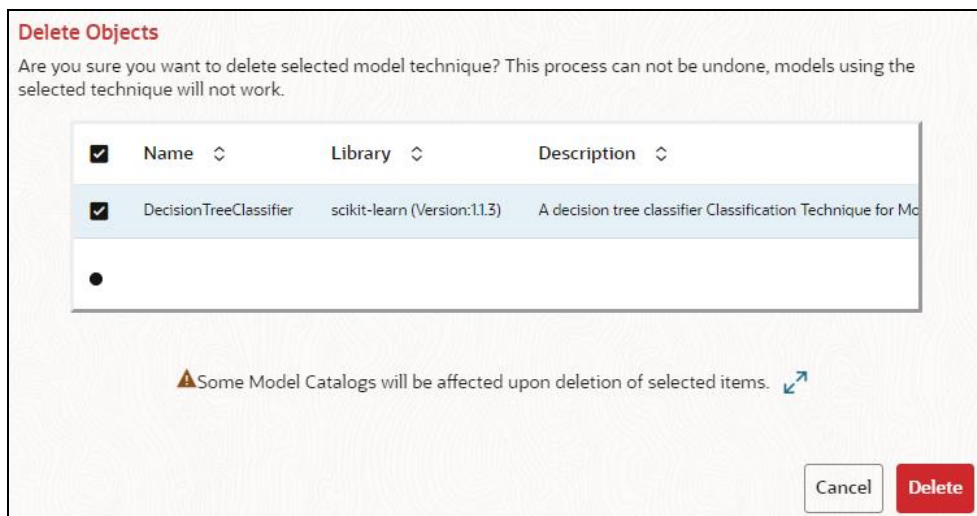 Delete Objects
Are you sure you want to delete selected model technique? This process can not be undone, models using the
selected technique will not work.
Name Library Description
DecisionTreeClassifier scikit-learn (Version:1.1.3) A decision tree classifier Classification Technique for Mo
Some Model Catalogs will be affected upon deletion of selected items.
Cancel Delete